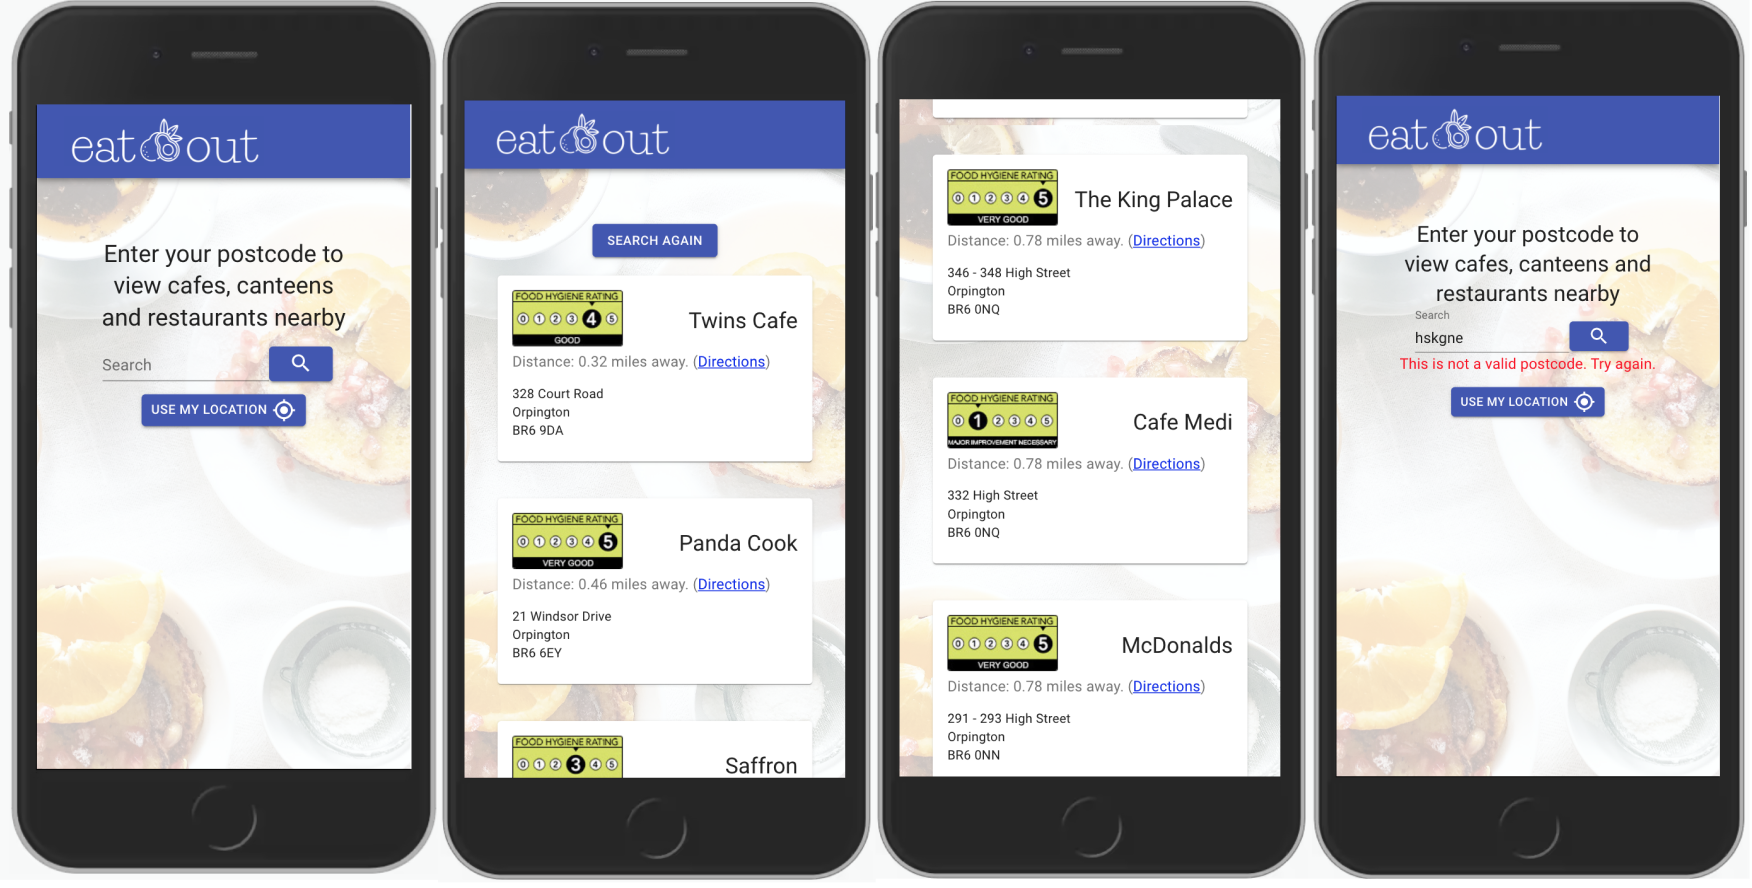 eat out
Enter your postcode to
view cafes, canteens
and restaurants nearby
Search
USE MY LOCATION
eat out
SEARCH AGAIN
FOOD HYGIENE RATING
0 1 2 3 4 5
GOOD
Twins Cafe
Distance: 0.32 miles away. (Directions)
328 Court Road
Orpington
BR6 9DA
FOOD HYGIENE RATING
0 1 2 3 4 5
VERY GOOD
Panda Cook
Distance: 0.46 miles away. (Directions)
21 Windsor Drive
Orpington
BR6 6EY
FOOD HYGIENE RATING
0 1 2 3 4 5
Saffron
FOOD HYGIENE RATING
0 1 2 3 4 5
VERY GOOD
The King Palace
Distance: 0.78 miles away. (Directions)
346 - 348 High Street
Orpington
BR6 0NQ
FOOD HYGIENE RATING
0 1 2 3 4 5
MAJOR IMPROVEMENT NECESSARY
Cafe Medi
Distance: 0.78 miles away. (Directions)
332 High Street
Orpington
BR6 0NQ
FOOD HYGIENE RATING
0 1 2 3 4 5
VERY GOOD
McDonalds
Distance: 0.78 miles away. (Directions)
291 - 293 High Street
Orpington
BR6 0NN
eat out
Enter your postcode to
view cafes, canteens and
restaurants nearby
Search
hskgne
This is not a valid postcode. Try again.
USE MY LOCATION